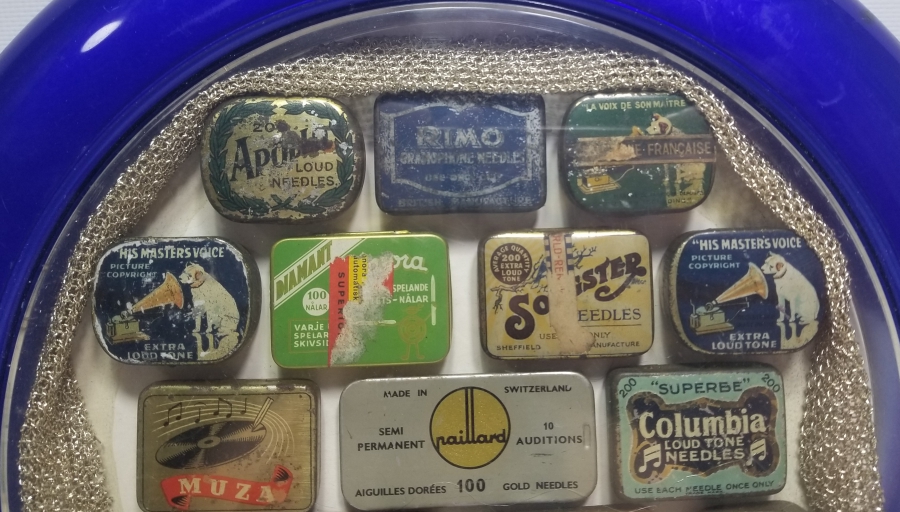 200
LOUD
NEEDLES
RIMO
GRAMOPHONE NEEDLES
LA VOIX DE SON MAÎTRE
FRANÇAISE
"HIS MASTER'S VOICE
PICTURE
COPYRIGHT
EXTRA
LOUD TONE
100
NÅLAR
VARJE
SPELAR
SKIVSID
SPELANDE
TS-NÅLAR
AVERAGE QUANTITY
200
EXTRA
LOUD
TONE
NEEDLES
USE ONLY
SHEFFIELD MANUFACTURE
"HIS MASTER'S VOICE
PICTURE
COPYRIGHT
EXTRA
LOUD TONE
MUZA
MADE IN SWITZERLAND
SEMI
PERMANENT
paillard
10
AUDITIONS
AIGUILLES DORÉES 100 GOLD NEEDLES
200 "SUPERBE" 200
Columbia
LOUD TONE
NEEDLES
USE EACH NEEDLE ONCE ONLY